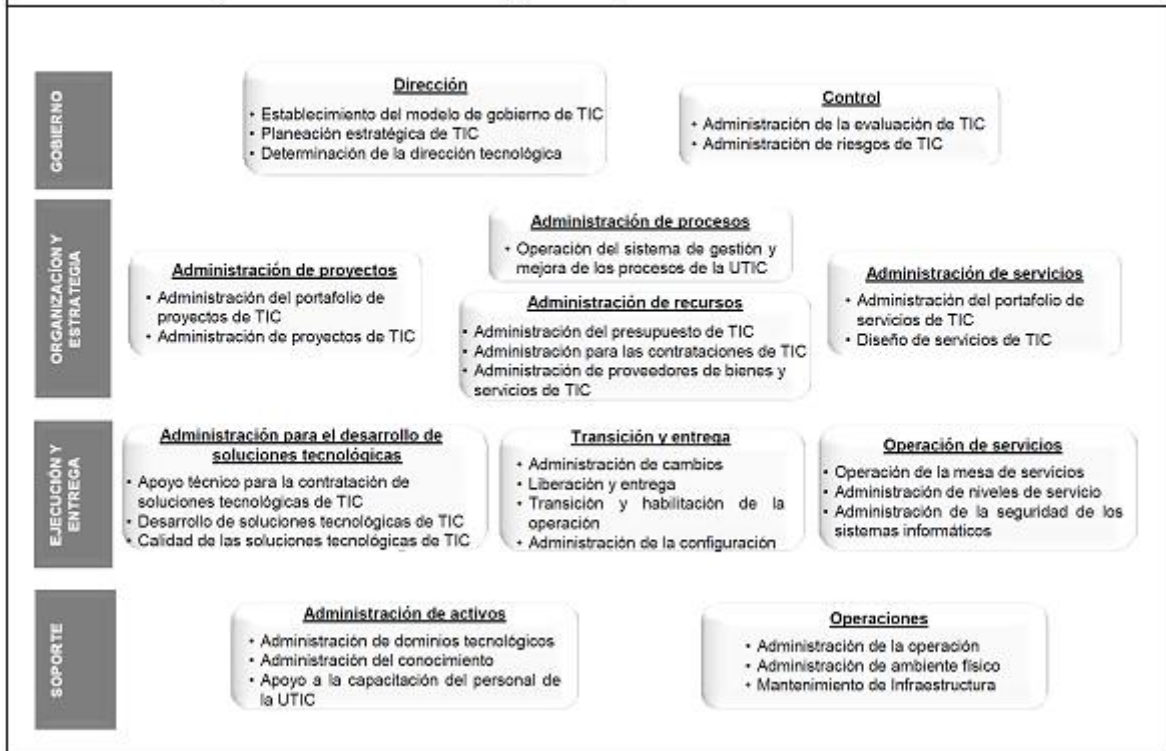 GOBIERNO
Dirección
• Establecimiento del modelo de gobierno de TIC
• Planeación estratégica de TIC
• Determinación de la dirección tecnológica
Control
• Administración de la evaluación de TIC
• Administración de riesgos de TIC
ORGANIZACÍON Y
ESTRATEGIA
Administración de proyectos
• Administración del portafolio de
proyectos de TIC
• Administración de proyectos de TIC
Administración de procesos
• Operación del sistema de gestión y
mejora de los procesos de la UTIC
Administración de recursos
• Administración del presupuesto de TIC
• Administración para las contrataciones de TIC
• Administración de proveedores de bienes y
servicios de TIC
Administración de servicios
• Administración del portafolio de
servicios de TIC
• Diseño de servicios de TIC
EJECUCIÓN Y
ENTREGA
Administración para el desarrollo de
soluciones tecnológicas
• Apoyo técnico para la contratación de
soluciones tecnológicas de TIC
• Desarrollo de soluciones tecnológicas de TIC
• Calidad de las soluciones tecnológicas de TIC
Transición y entrega
• Administración de cambios
• Liberación y entrega
• Transición y habilitación de la
operación
• Administración de la configuración
Operación de servicios
• Operación de la mesa de servicios
• Administración de niveles de servicio
• Administración de la seguridad de los
sistemas informáticos
SOPORTE
Administración de activos
• Administración de dominios tecnológicos
• Administración del conocimiento
• Apoyo a la capacitación del personal de
la UTIC
Operaciones
• Administración de la operación
• Administración de ambiente físico
• Mantenimiento de Infraestructura